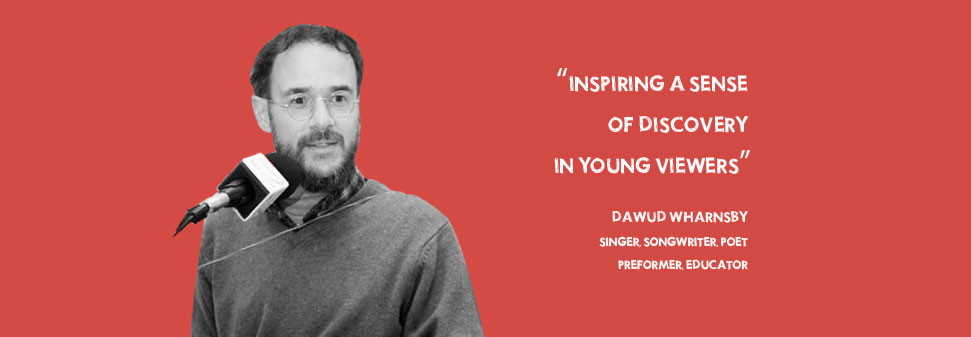 “INSPIRING A SENSE
OF DISCOVERY
IN YOUNG VIEWERS”
DAWUD WHARNSBY
SINGER, SONGWRITER, POET
PREFORMER, EDUCATOR